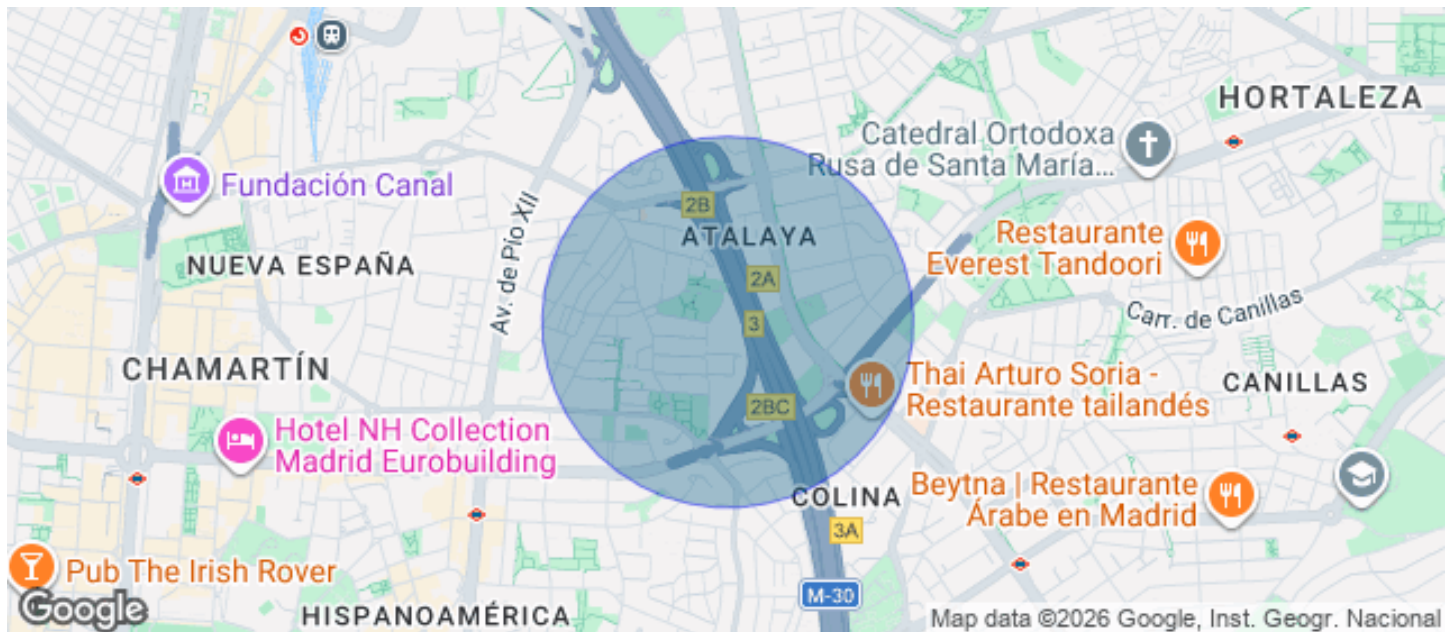 HORTALEZA
Catedral Ortodoxa
Rusa de Santa María...
Fundación Canal
Av. de Pío XII
2B
ATALAYA
Restaurante
Everest Tandoori
NUEVA ESPAÑA
2A
Carr. de Canillas
3
CHAMARTÍN
Thai Arturo Soria -
Restaurante tailandés
CANILLAS
2BC
Hotel NH Collection
Madrid Eurobuilding
COLINA
Beytna | Restaurante
Árabe en Madrid
3A
Pub The Irish Rover
M-30
Google
HISPANOAMÉRICA
Map data ©2026 Google, Inst. Geogr. Nacional